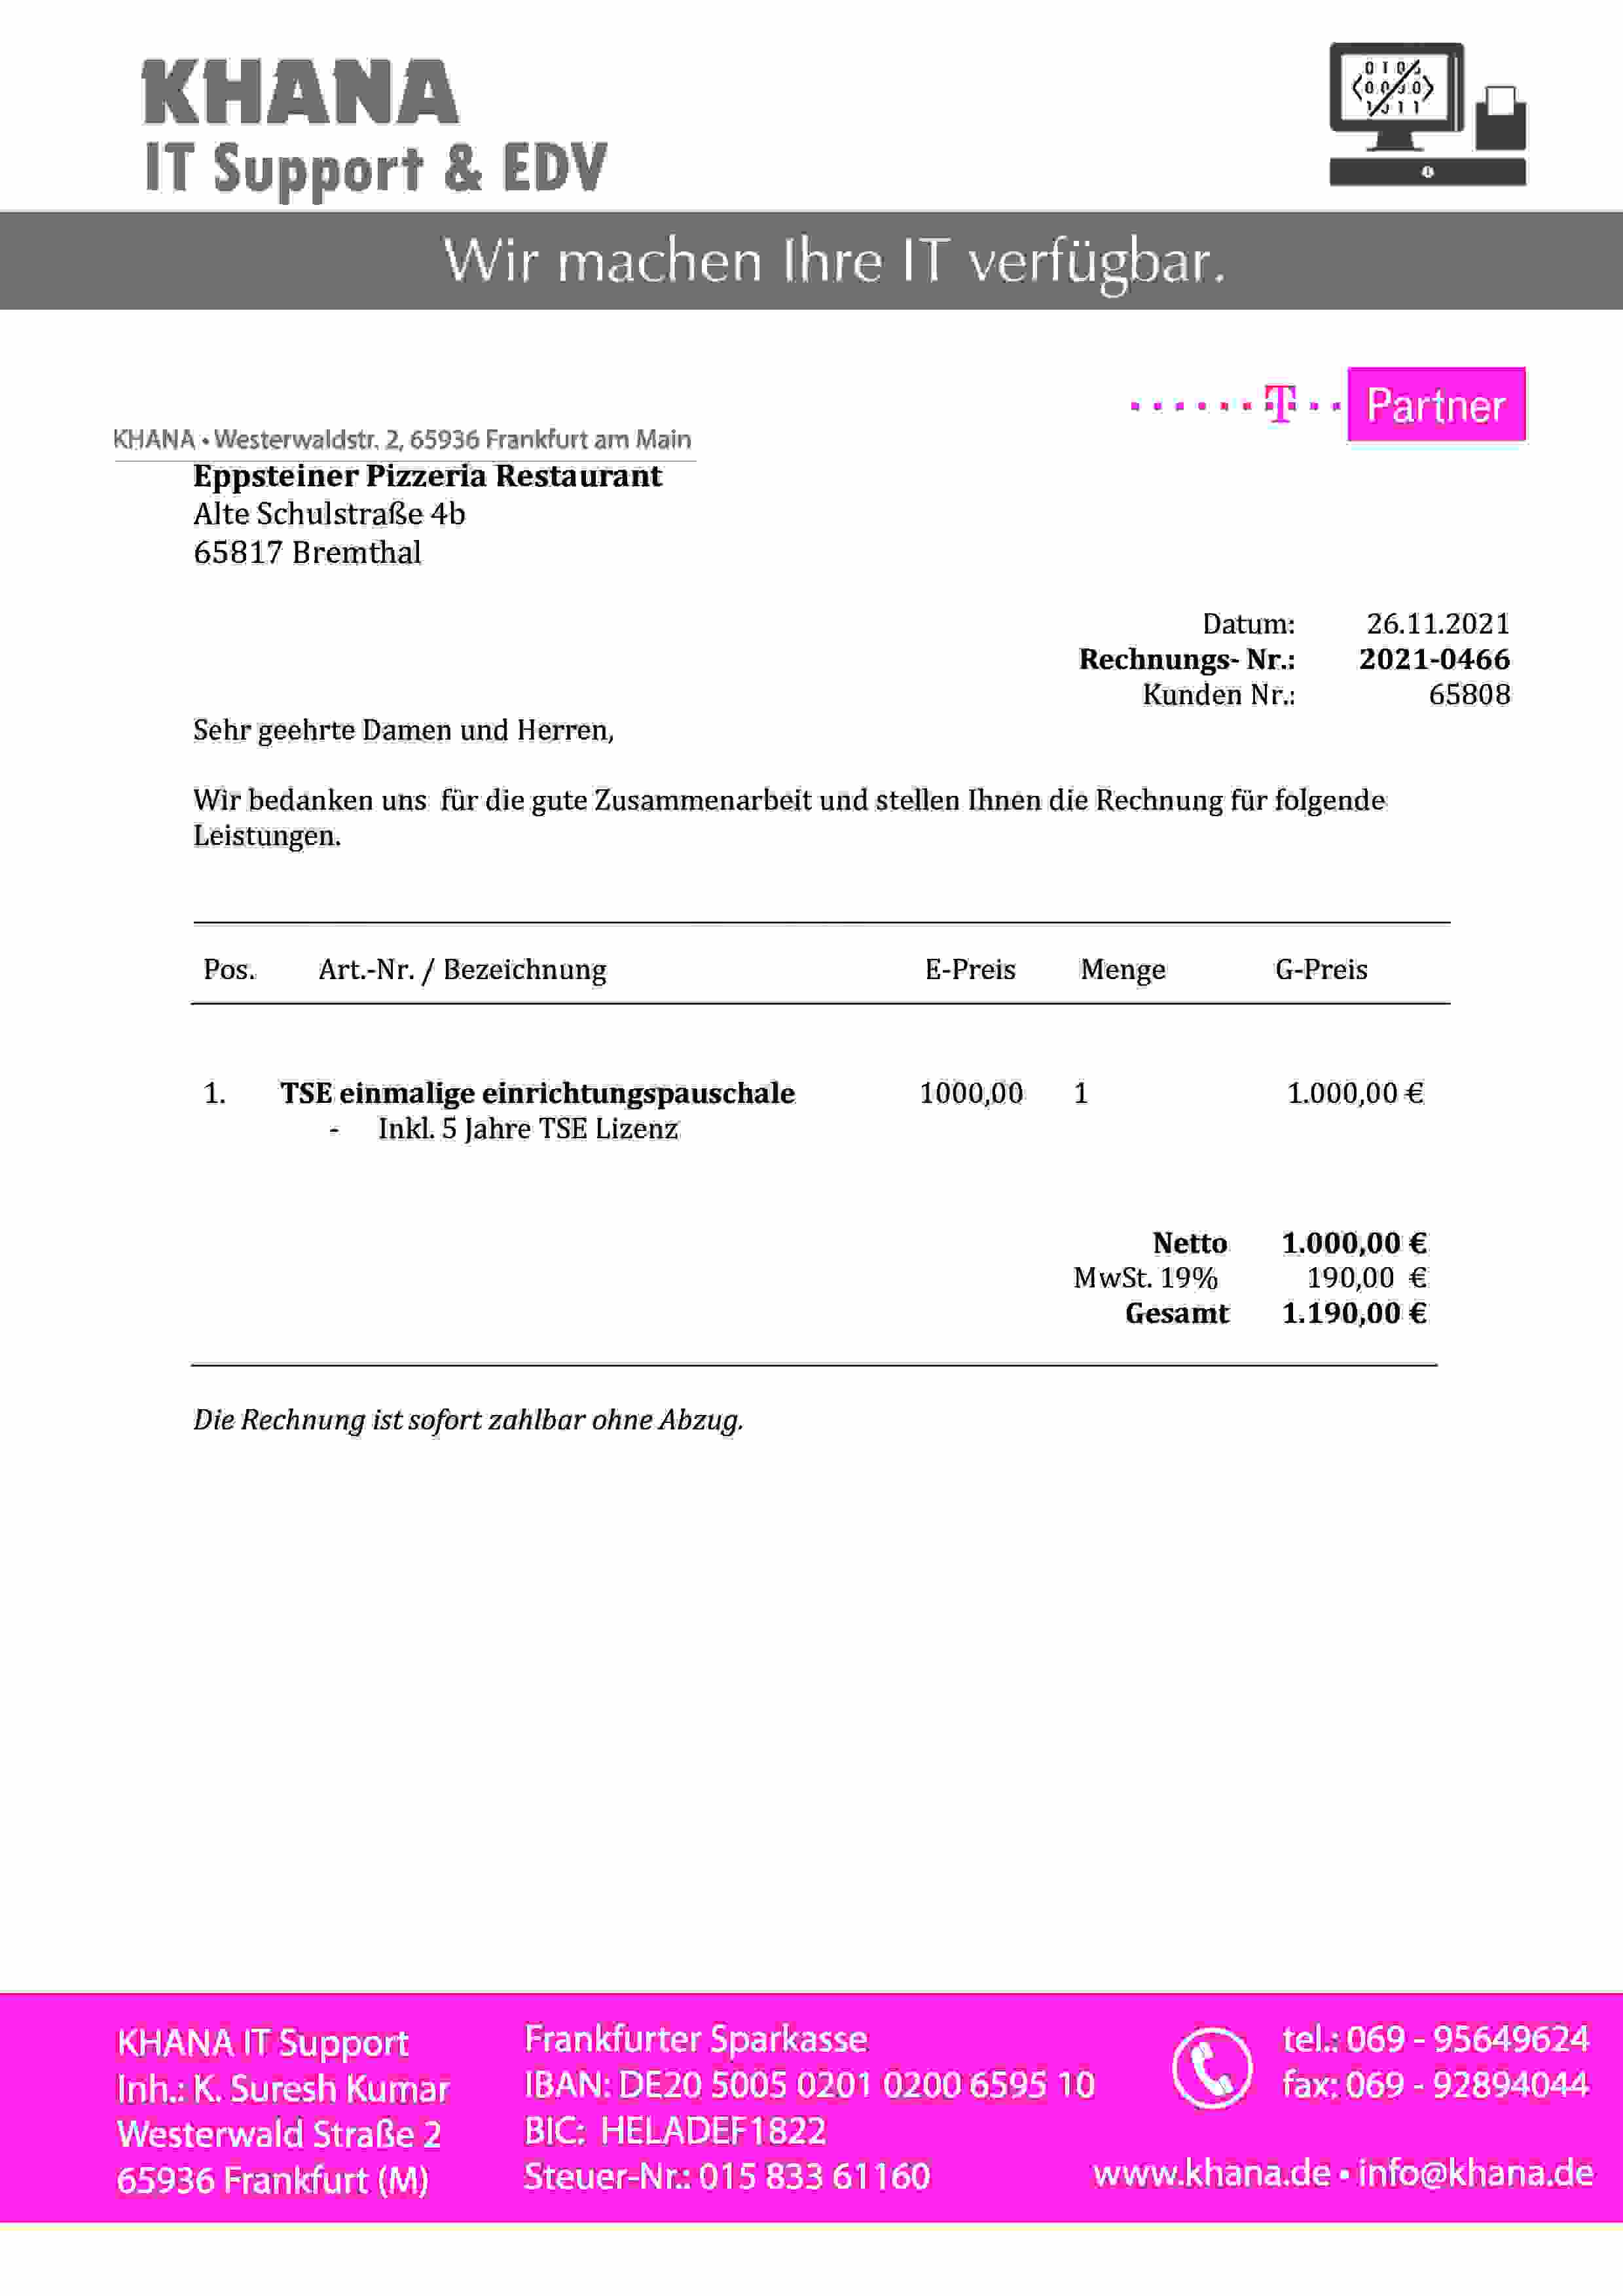 KHANA
IT Support & EDV
Wir machen Ihre IT verfügbar.
T Partner
KHANA • Westerwaldstr. 2, 65936 Frankfurt am Main
Eppsteiner Pizzeria Restaurant
Alte Schulstraße 4b
65817 Bremthal
Datum: 26.11.2021
Rechnungs- Nr.: 2021-0466
Kunden Nr.: 65808
Sehr geehrte Damen und Herren,
Wir bedanken uns für die gute Zusammenarbeit und stellen Ihnen die Rechnung für folgende
Leistungen.
Pos. Art.-Nr. / Bezeichnung E-Preis Menge G-Preis
1. TSE einmalige einrichtungspauschale 1000,00 1 1.000,00 €
- Inkl. 5 Jahre TSE Lizenz
Netto 1.000,00 €
MwSt. 19% 190,00 €
Gesamt 1.190,00 €
Die Rechnung ist sofort zahlbar ohne Abzug.
KHANA IT Support
Inh.: K. Suresh Kumar
Westerwald Straße 2
65936 Frankfurt (M)
Frankfurter Sparkasse
IBAN: DE20 5005 0201 0200 6595 10
BIC: HELADEF1822
Steuer-Nr.: 015 833 61160
tel.: 069 - 95649624
fax: 069 - 92894044
www.khana.de • info@khana.de